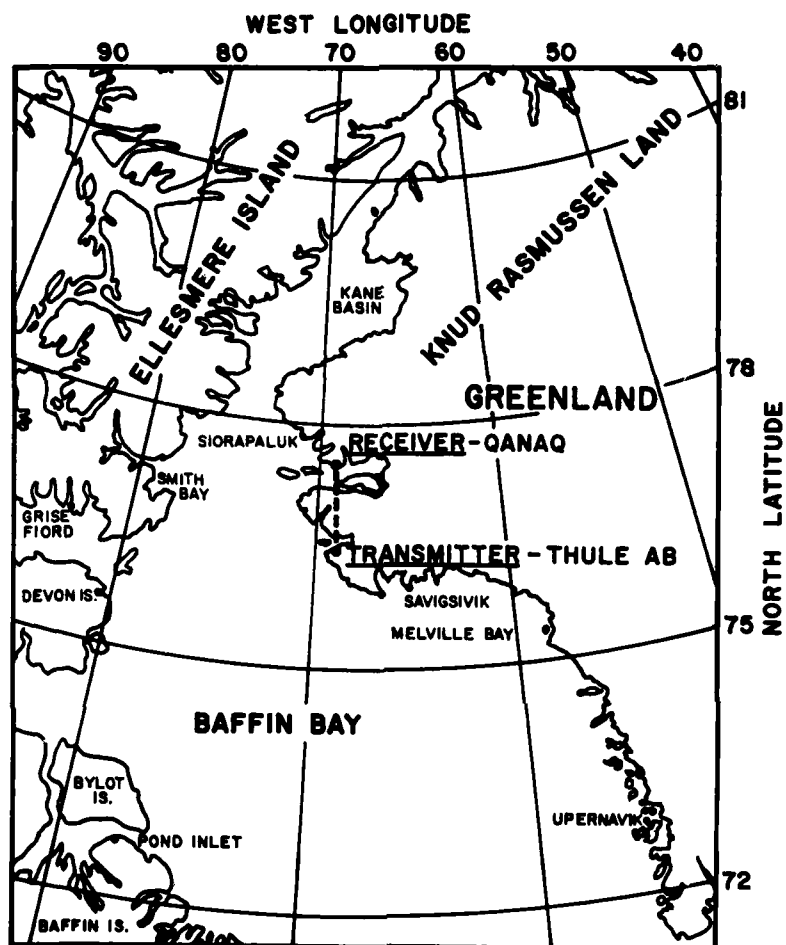 WEST LONGITUDE
90 80 70 60 50 40
81
ELLESMERE ISLAND
KNUD RASMUSSEN LAND
KANE
BASIN
78
GREENLAND
SIORAPALUK
RECEIVER-QANAQ
SMITH
BAY
GRISE
FIORD
TRANSMITTER-THULE AB
NORTH LATITUDE
DEVON IS.
SAVIGSIVIK
75
MELVILLE BAY
BAFFIN BAY
BYLOT
IS.
UPERNAVIK
POND INLET
72
BAFFIN IS.